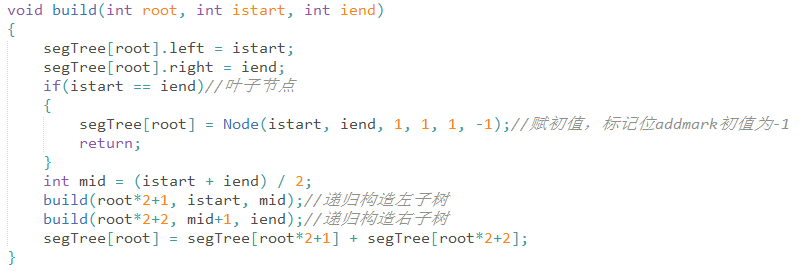 void build(int root, int istart, int iend)
{
    segTree[root].left = istart;
    segTree[root].right = iend;
    if(istart == iend)//叶子节点
    {
        segTree[root] = Node(istart, iend, 1, 1, 1, -1);//赋初值，标记位addmark初值为-1
        return;
    }
    int mid = (istart + iend) / 2;
    build(root*2+1, istart, mid);//递归构造左子树
    build(root*2+2, mid+1, iend);//递归构造右子树
    segTree[root] = segTree[root*2+1] + segTree[root*2+2];
}